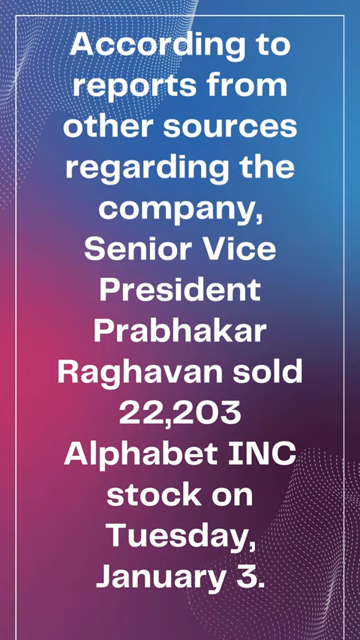 According to
reports from
other sources
regarding the
company,
Senior Vice
President
Prabhakar
Raghavan sold
22,203
Alphabet INC
stock on
Tuesday,
January 3.